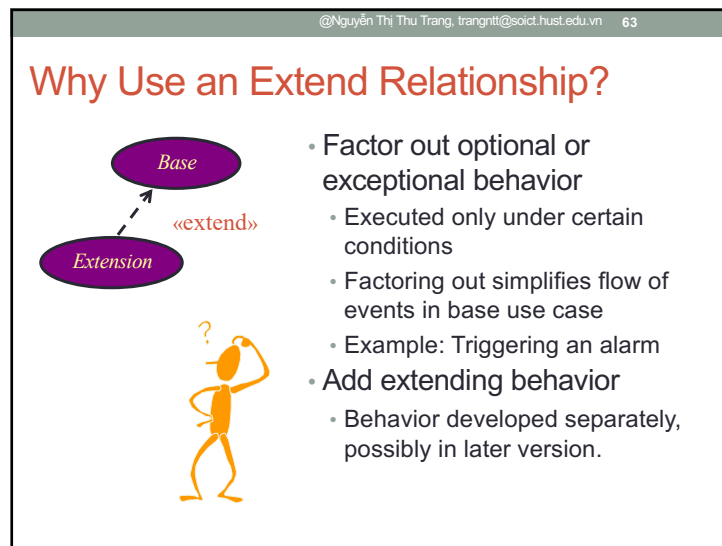 @Nguyễn Thị Thu Trang, trangntt@soict.hust.edu.vn 63
Why Use an Extend Relationship?
Base
«extend»
Extension
?
• Factor out optional or
exceptional behavior
• Executed only under certain
conditions
• Factoring out simplifies flow of
events in base use case
• Example: Triggering an alarm
• Add extending behavior
• Behavior developed separately,
possibly in later version.